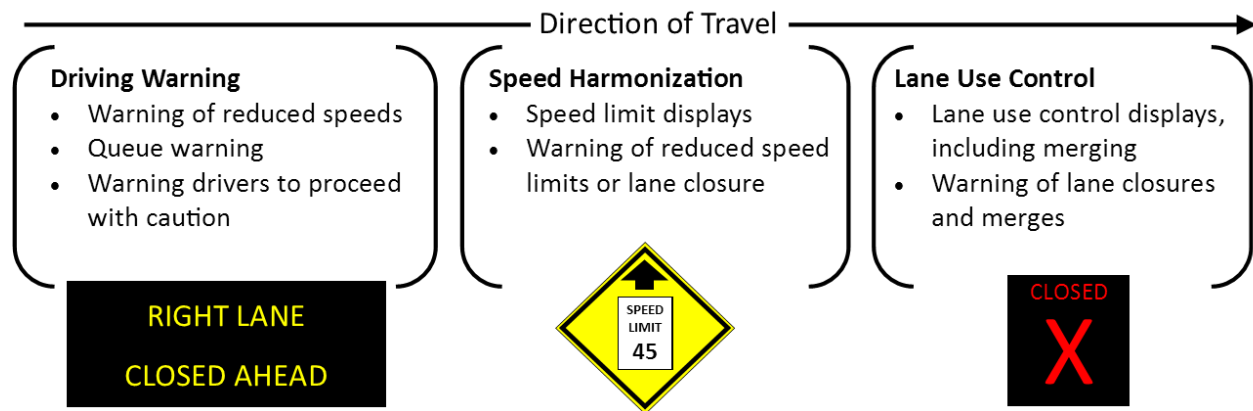 Direction of Travel
Driving Warning
• Warning of reduced speeds
• Queue warning
• Warning drivers to proceed
with caution
RIGHT LANE
CLOSED AHEAD
Speed Harmonization
• Speed limit displays
• Warning of reduced speed
limits or lane closure
SPEED
LIMIT
45
Lane Use Control
• Lane use control displays,
including merging
• Warning of lane closures
and merges
CLOSED
X